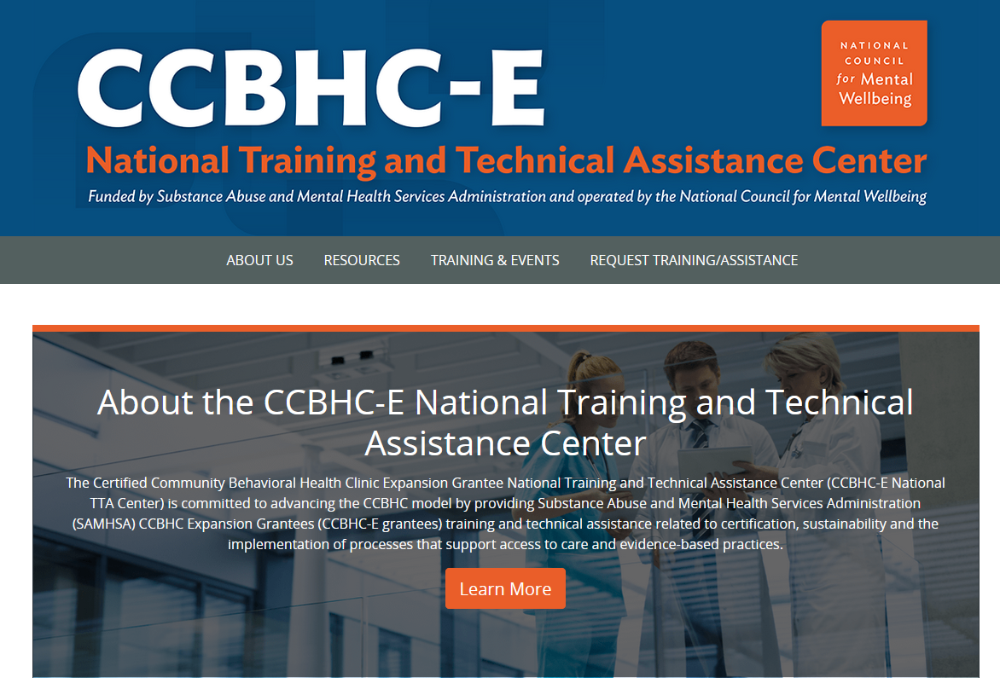 CCBHC-E
NATIONAL
COUNCIL
for Mental
Wellbeing
National Training and Technical Assistance Center
Funded by Substance Abuse and Mental Health Services Administration and operated by the National Council for Mental Wellbeing
ABOUT US RESOURCES TRAINING & EVENTS REQUEST TRAINING/ASSISTANCE
About the CCBHC-E National Training and Technical
Assistance Center
The Certified Community Behavioral Health Clinic Expansion Grantee National Training and Technical Assistance Center (CCBHC-E National
TTA Center) is committed to advancing the CCBHC model by providing Substance Abuse and Mental Health Services Administration
(SAMHSA) CCBHC Expansion Grantees (CCBHC-E grantees) training and technical assistance related to certification, sustainability and the
implementation of processes that support access to care and evidence-based practices.
Learn More